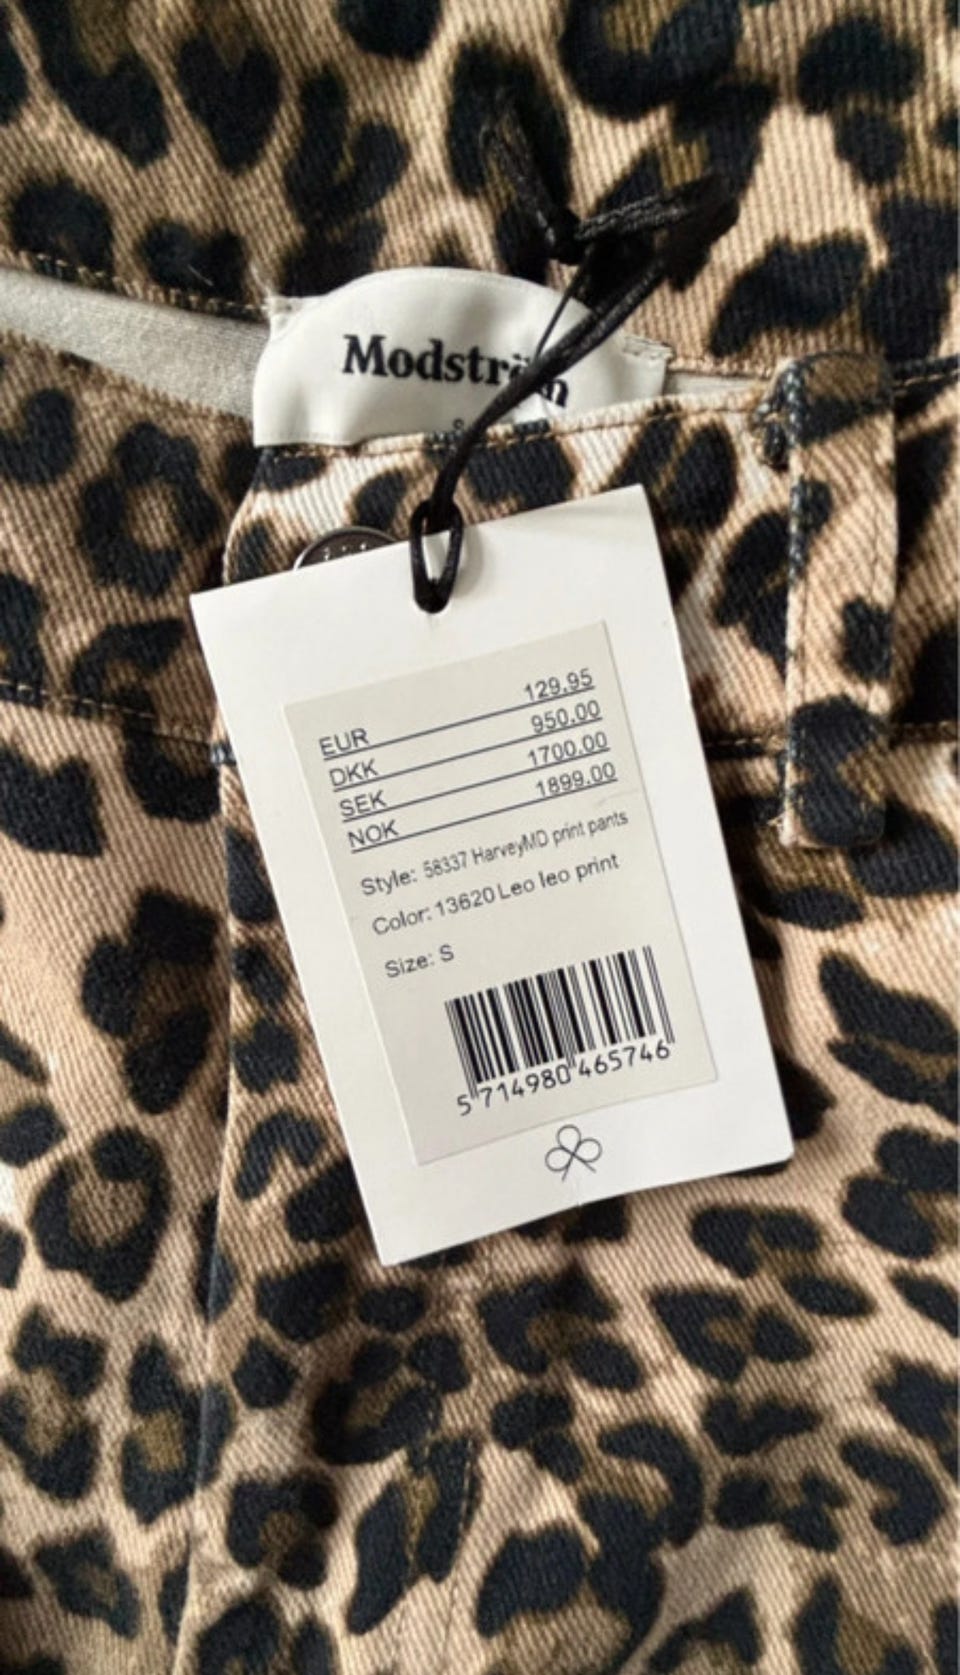 Modström
S
EUR 129.95
DKK 950.00
SEK 1700.00
NOK 1899.00
Style: 58337 HarveyMD print pants
Color: 13620 Leo leo print
Size: S
5 714980 465746